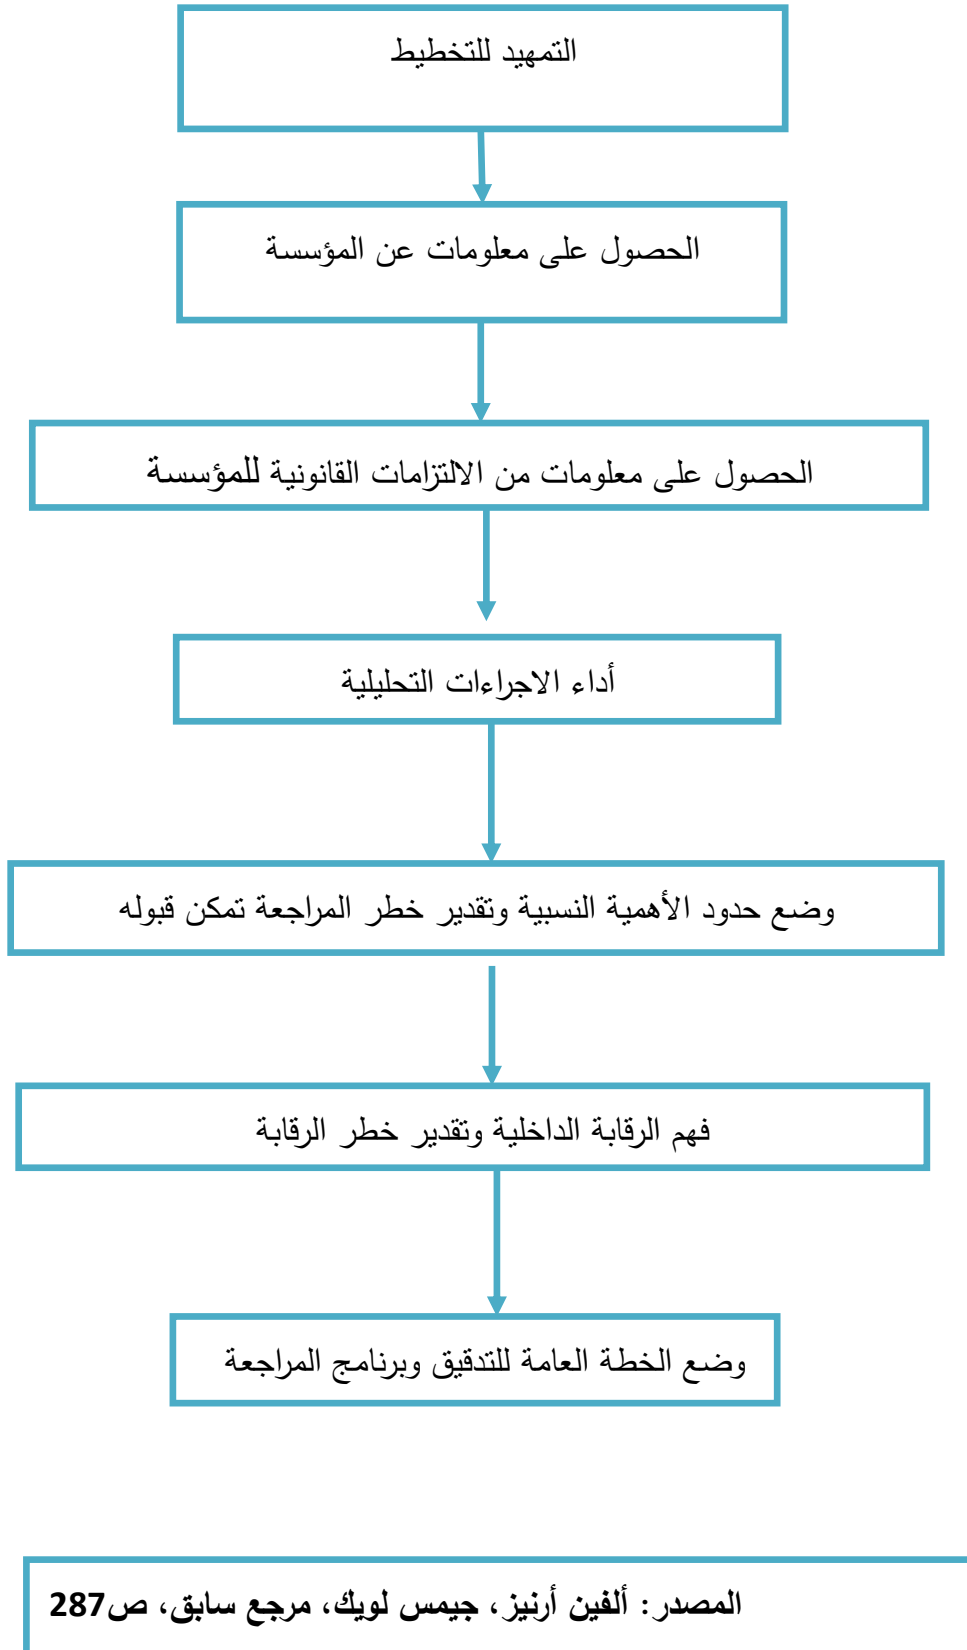 التمهيد للتخطيط
الحصول على معلومات عن المؤسسة
الحصول على معلومات من الالتزامات القانونية للمؤسسة
أداء الاجراءات التحليلية
وضع حدود الأهمية النسبية وتقدير خطر المراجعة تمكن قبوله
فهم الرقابة الداخلية وتقدير خطر الرقابة
وضع الخطة العامة للتدقيق وبرنامج المراجعة
المصدر: ألفين أرنيز، جيمس لويك، مرجع سابق، ص287